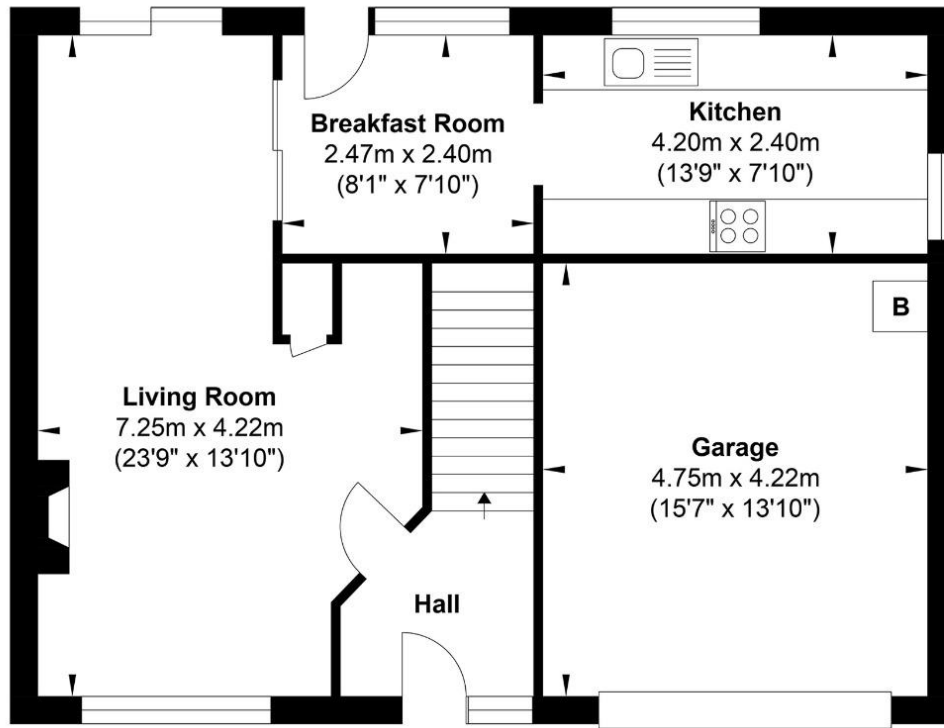 Breakfast Room
2.47m x 2.40m
(8'1" x 7'10")
Kitchen
4.20m x 2.40m
(13'9" x 7'10")
B
Living Room
7.25m x 4.22m
(23'9" x 13'10")
Garage
4.75m x 4.22m
(15'7" x 13'10")
Hall